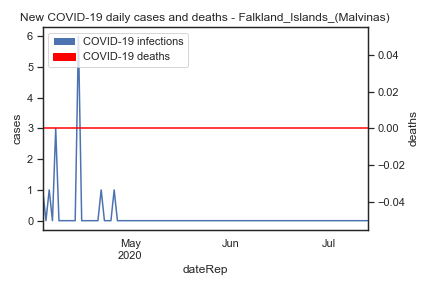 New COVID-19 daily cases and deaths - Falkland_Islands_(Malvinas)
COVID-19 infections
COVID-19 deaths
6
5
4
3
2
1
0
cases
0.04
0.02
0.00
−0.02
−0.04
deaths
May
2020
Jun
Jul
dateRep